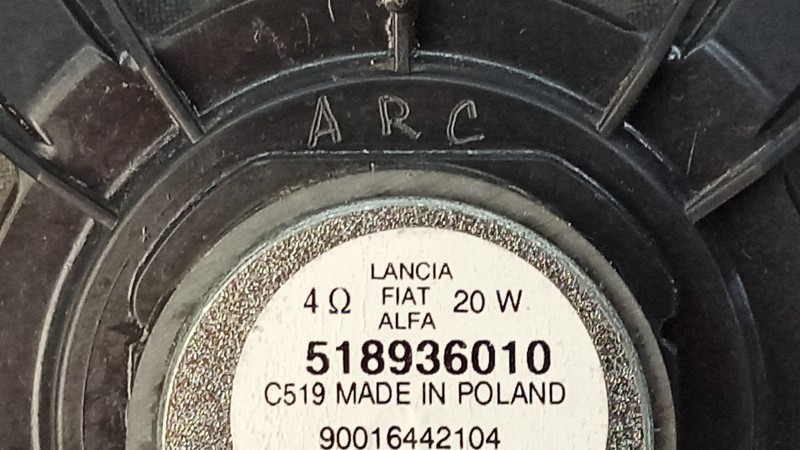 ARC
LANCIA
4 Ω FIAT 20 W
ALFA
518936010
C519 MADE IN POLAND
90016442104